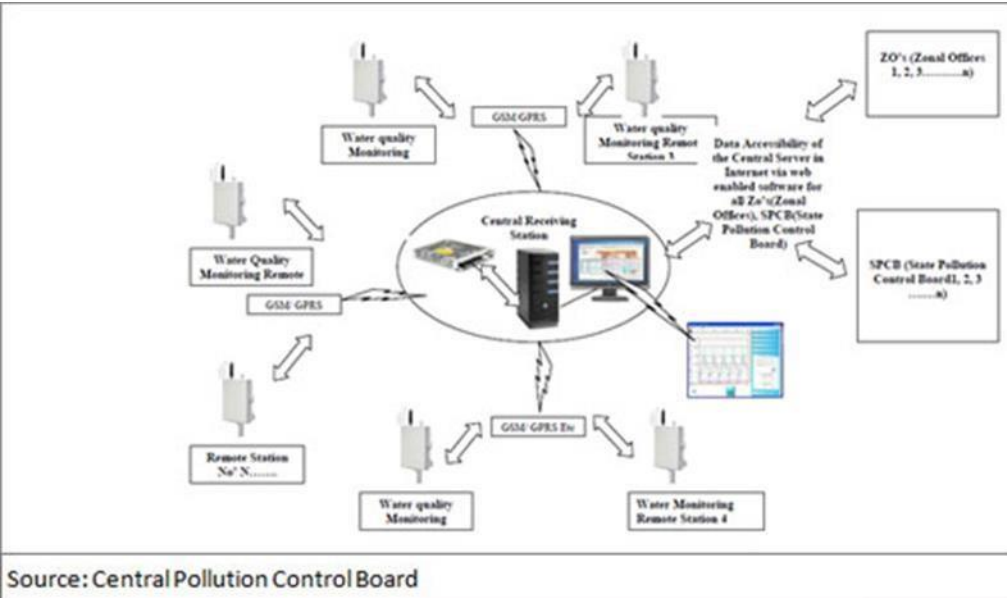 ZO's (Zonal Offices
1, 2, 3............n)
GSM/GPRS
Water quality
Monitoring
Water quality
Monitoring Remot
Station 3
Data Accessibility of
the Central Server in
Internet via web
enabled software for
all Zo's(Zonal
Offices), SPCB(State
Pollution Control
Board)
Central Receiving
Station
Water Quality
Monitoring Remote
GSM/ GPRS
SPCB (State Pollution
Control Board1, 2, 3
........n)
GSM/ GPRS Etc
Remote Station
No' N.......
Water quality
Monitoring
Water Monitoring
Remote Station 4
Source: Central Pollution Control Board